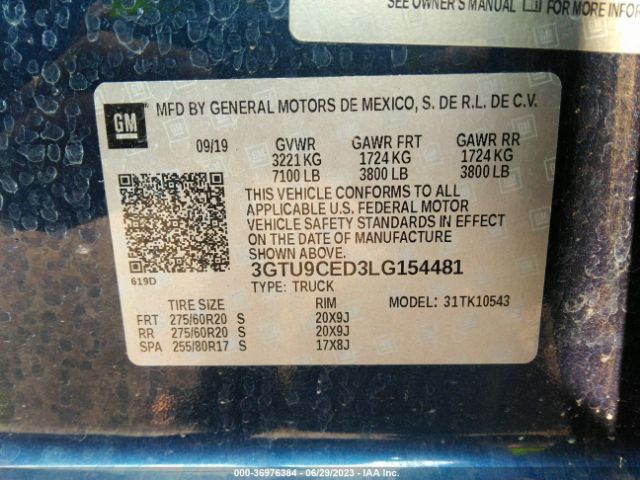 SEE OWNER'S MANUAL FOR MORE INFOR
GM
MFD BY GENERAL MOTORS DE MEXICO, S. DE R.L. DE C.V.
09/19 GVWR GAWR FRT GAWR RR
3221 KG 1724 KG 1724 KG
7100 LB 3800 LB 3800 LB
THIS VEHICLE CONFORMS TO ALL
APPLICABLE U.S. FEDERAL MOTOR
VEHICLE SAFETY STANDARDS IN EFFECT
ON THE DATE OF MANUFACTURE
SHOWN ABOVE.
619D
3GTU9CED3LG154481
TYPE: TRUCK
TIRE SIZE RIM MODEL: 31TK10543
FRT 275/60R20 S 20X9J
RR 275/60R20 S 20X9J
SPA 255/80R17 S 17X8J
000-36976384 - 06/29/2023 - IAA Inc.